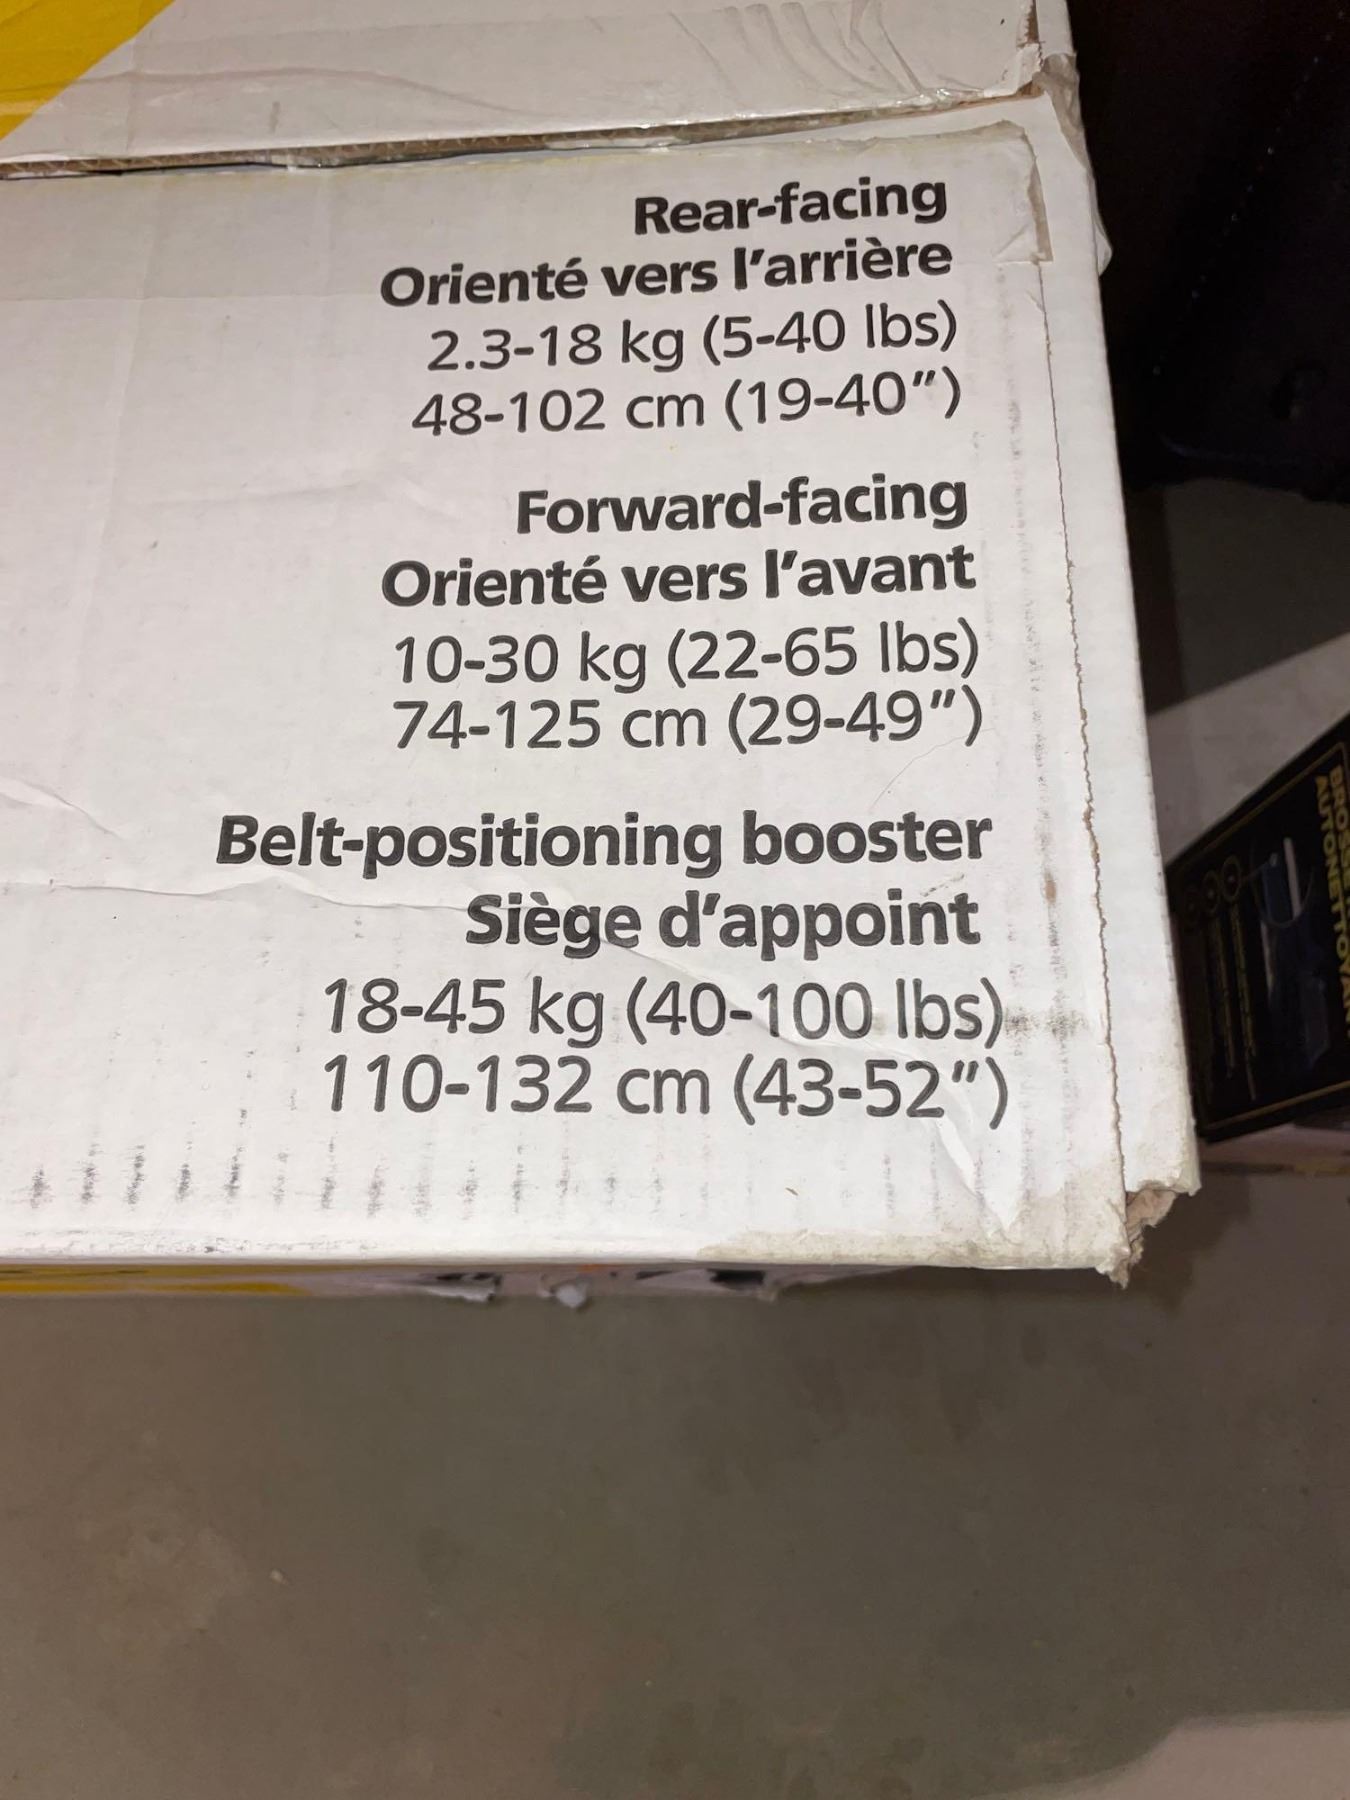 Rear-facing
Orienté vers l'arrière
2.3-18 kg (5-40 lbs)
48-102 cm (19-40")
Forward-facing
Orienté vers l'avant
10-30 kg (22-65 lbs)
74-125 cm (29-49")
Belt-positioning booster
Siège d'appoint
18-45 kg (40-100 lbs)
110-132 cm (43-52")